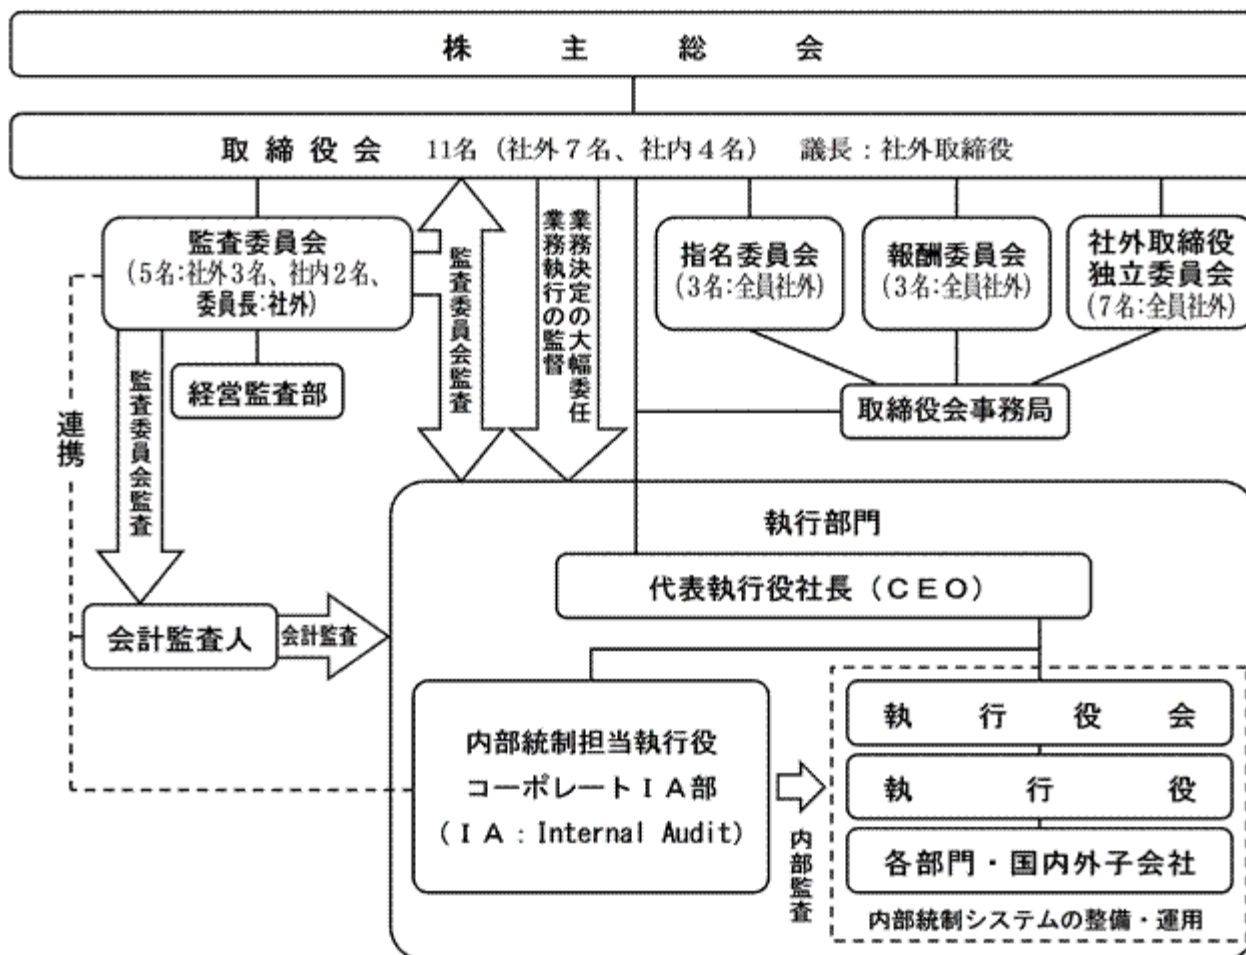 株主総会
取締役会 11名（社外7名、社内4名） 議長：社外取締役
監査委員会
（5名：社外3名、社内2名、
委員長：社外）
経営監査部
監査委員会監査
業務決定の大幅委任
業務執行の監督
指名委員会
（3名：全員社外）
報酬委員会
（3名：全員社外）
社外取締役
独立委員会
（7名：全員社外）
取締役会事務局
連携
監査委員会監査
会計監査人
会計監査
執行部門
代表執行役社長（ＣＥＯ）
内部統制担当執行役
コーポレートＩＡ部
（ＩＡ：Internal Audit）
内部監査
執行役会
執行役
各部門・国内外子会社
内部統制システムの整備・運用